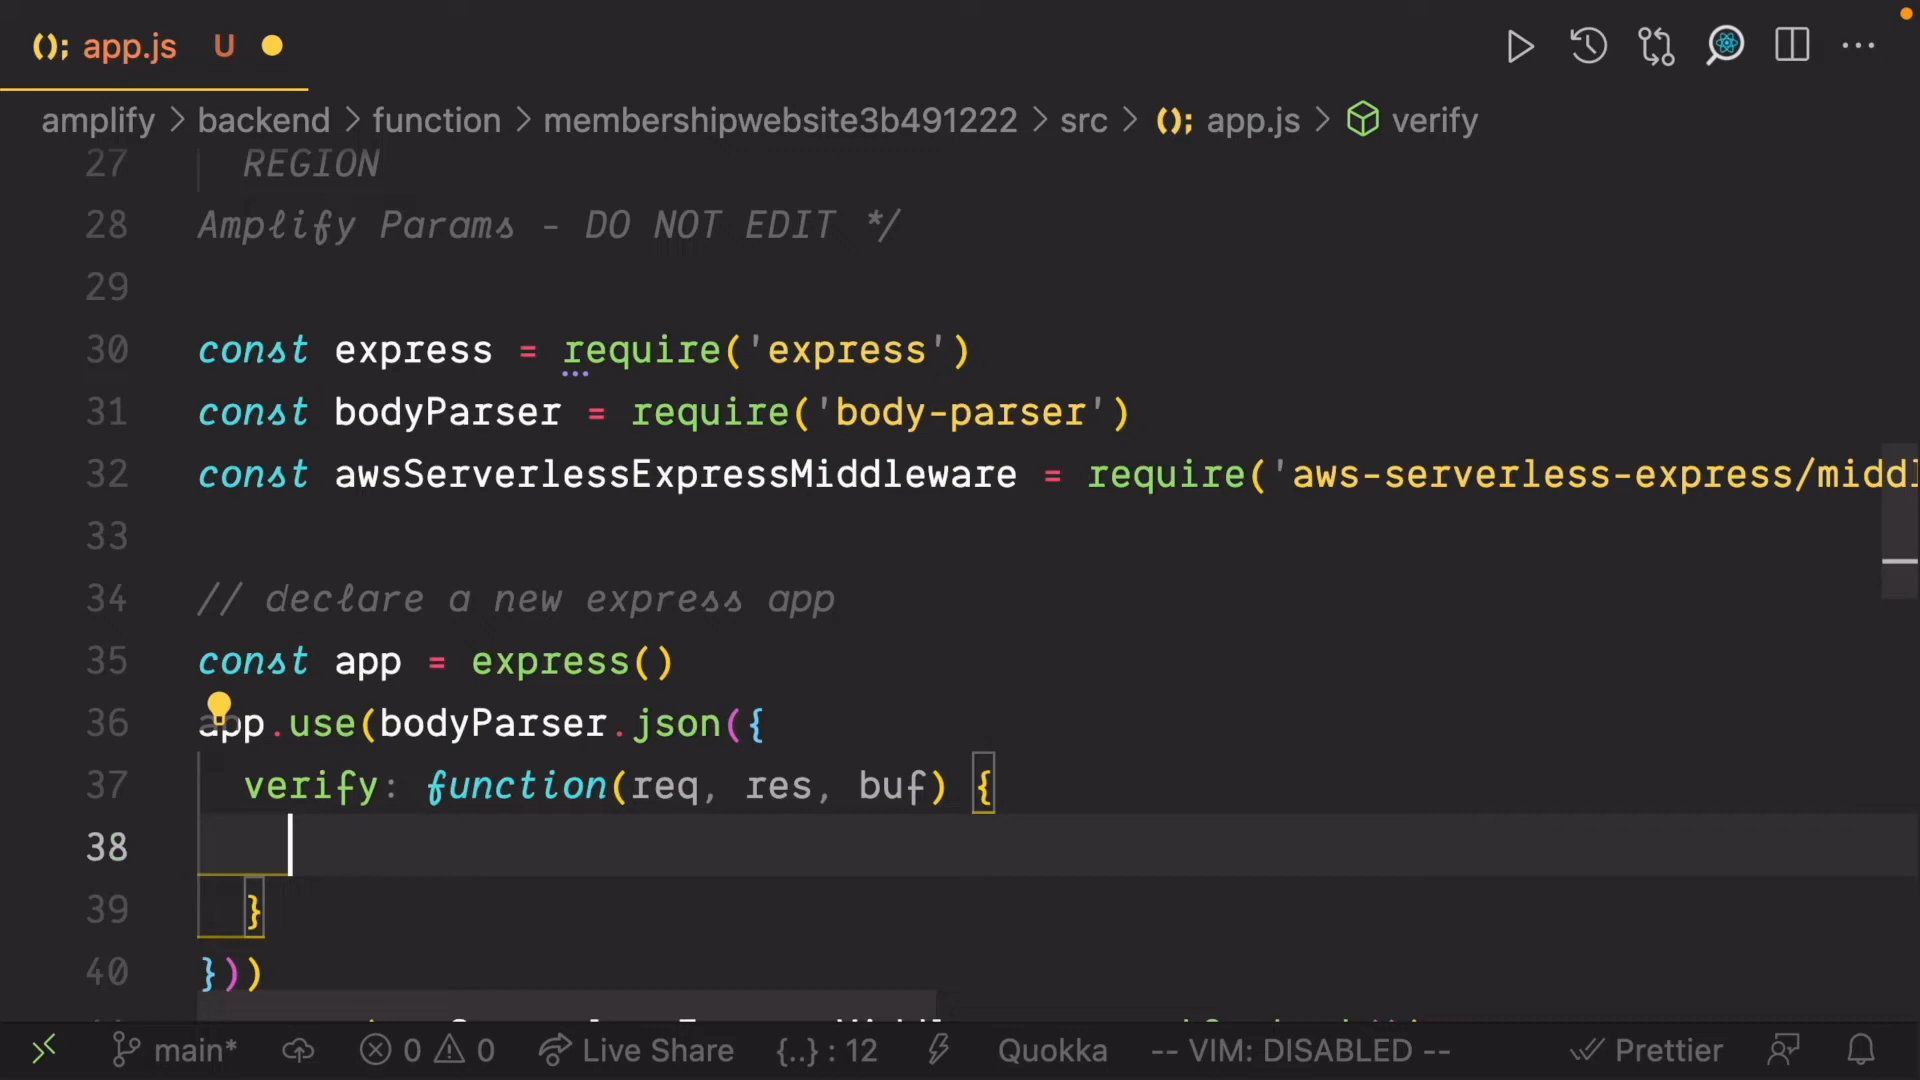 (); app.js U
amplify > backend > function > membershipwebsite3b491222 > src > (); app.js > verify
27 REGION
28 Amplify Params - DO NOT EDIT */
29
30 const express = require('express')
31 const bodyParser = require('body-parser')
32 const awsServerlessExpressMiddleware = require('aws-serverless-express/middl
33
34 // declare a new express app
35 const app = express()
36 app.use(bodyParser.json({
37 verify: function(req, res, buf) {
38
39 }
40 }))
main* 0 0 Live Share {..} : 12 Quokka -- VIM: DISABLED -- Prettier